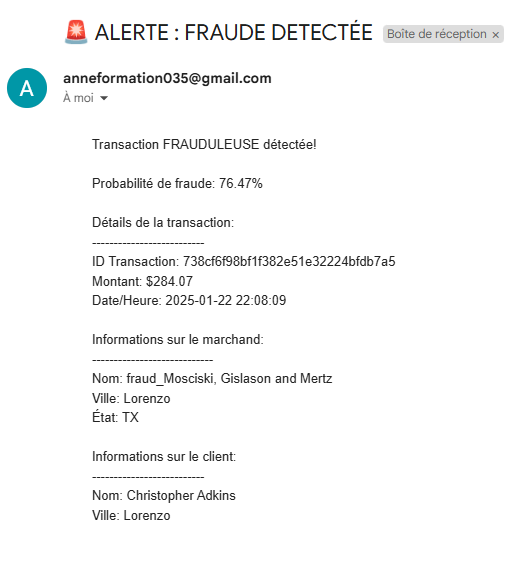 🚨 ALERTE : FRAUDE DETECTÉE Boîte de réception ×
A
anneformation035@gmail.com
À moi
Transaction FRAUDULEUSE détectée!
Probabilité de fraude: 76.47%
Détails de la transaction:
--------------------------
ID Transaction: 738cf6f98bf1f382e51e32224bfdb7a5
Montant: $284.07
Date/Heure: 2025-01-22 22:08:09
Informations sur le marchand:
----------------------------
Nom: fraud_Mosciski, Gislason and Mertz
Ville: Lorenzo
État: TX
Informations sur le client:
--------------------------
Nom: Christopher Adkins
Ville: Lorenzo